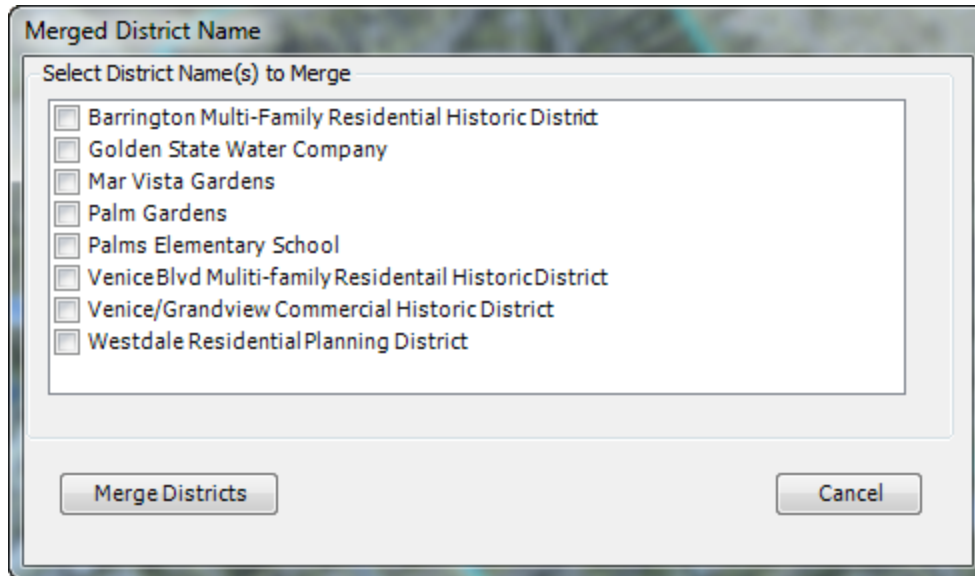 Merged District Name
Select District Name(s) to Merge
Barrington Multi-Family Residential Historic District
Golden State Water Company
Mar Vista Gardens
Palm Gardens
Palms Elementary School
Venice Blvd Muliti-family Residentail Historic District
Venice/Grandview Commercial Historic District
Westdale Residential Planning District
Merge Districts Cancel